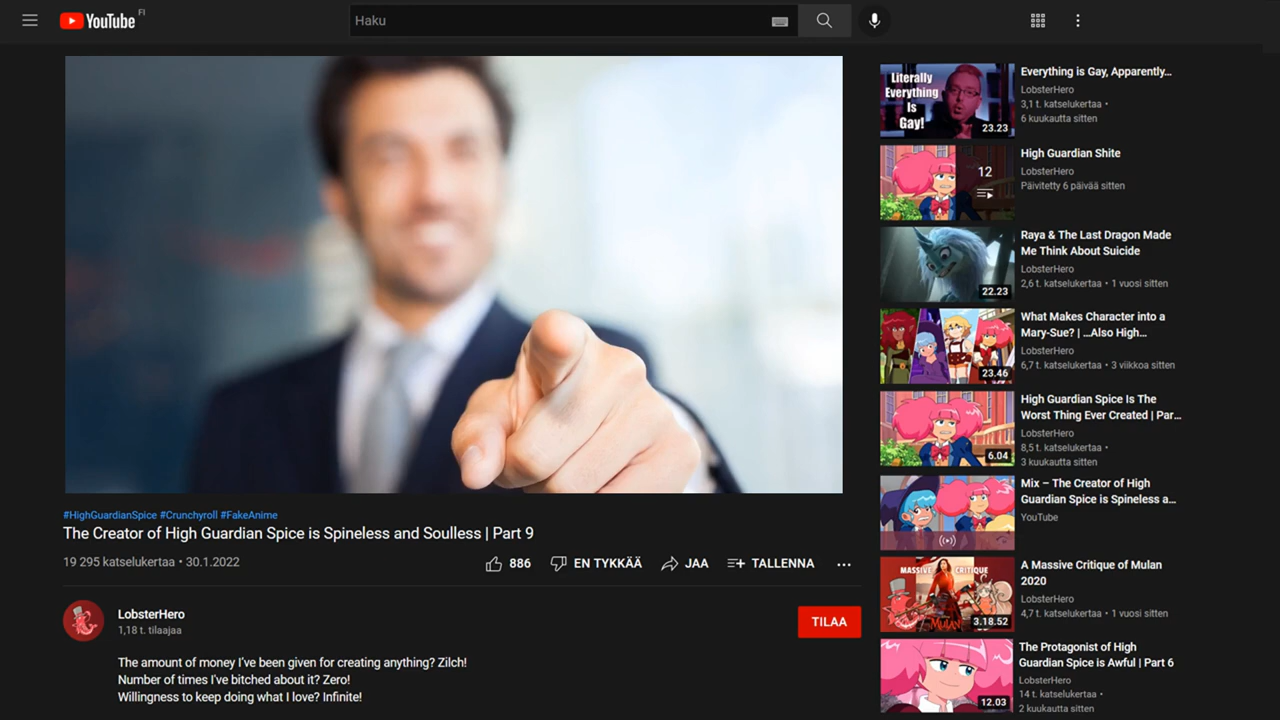 YouTube FI
Haku
#HighGuardianSpice #Crunchyroll #FakeAnime
The Creator of High Guardian Spice is Spineless and Soulless | Part 9
19 295 katselukertaa • 30.1.2022
886 EN TYKKÄÄ JAA TALLENNA
LobsterHero
1,18 t. tilaajaa
TILAA
The amount of money I've been given for creating anything? Zilch!
Number of times I've bitched about it? Zero!
Willingness to keep doing what I love? Infinite!
Literally
Everything
Is
Gay!
23.23
Everything is Gay, Apparently...
LobsterHero
3,1 t. katselukertaa •
6 kuukautta sitten
12
High Guardian Shite
LobsterHero
Päivitetty 6 päivää sitten
22.23
Raya & The Last Dragon Made
Me Think About Suicide
LobsterHero
2,6 t. katselukertaa • 1 vuosi sitten
23.46
What Makes Character into a
Mary-Sue? | ...Also High...
LobsterHero
6,7 t. katselukertaa • 3 viikkoa sitten
6.04
High Guardian Spice Is The
Worst Thing Ever Created | Par...
LobsterHero
8,5 t. katselukertaa •
3 kuukautta sitten
Mix – The Creator of High
Guardian Spice is Spineless a...
YouTube
MASSIVE CRITIQUE
MULAN
3.18.52
A Massive Critique of Mulan
2020
LobsterHero
4,7 t. katselukertaa • 1 vuosi sitten
12.03
The Protagonist of High
Guardian Spice is Awful | Part 6
LobsterHero
14 t. katselukertaa •
2 kuukautta sitten